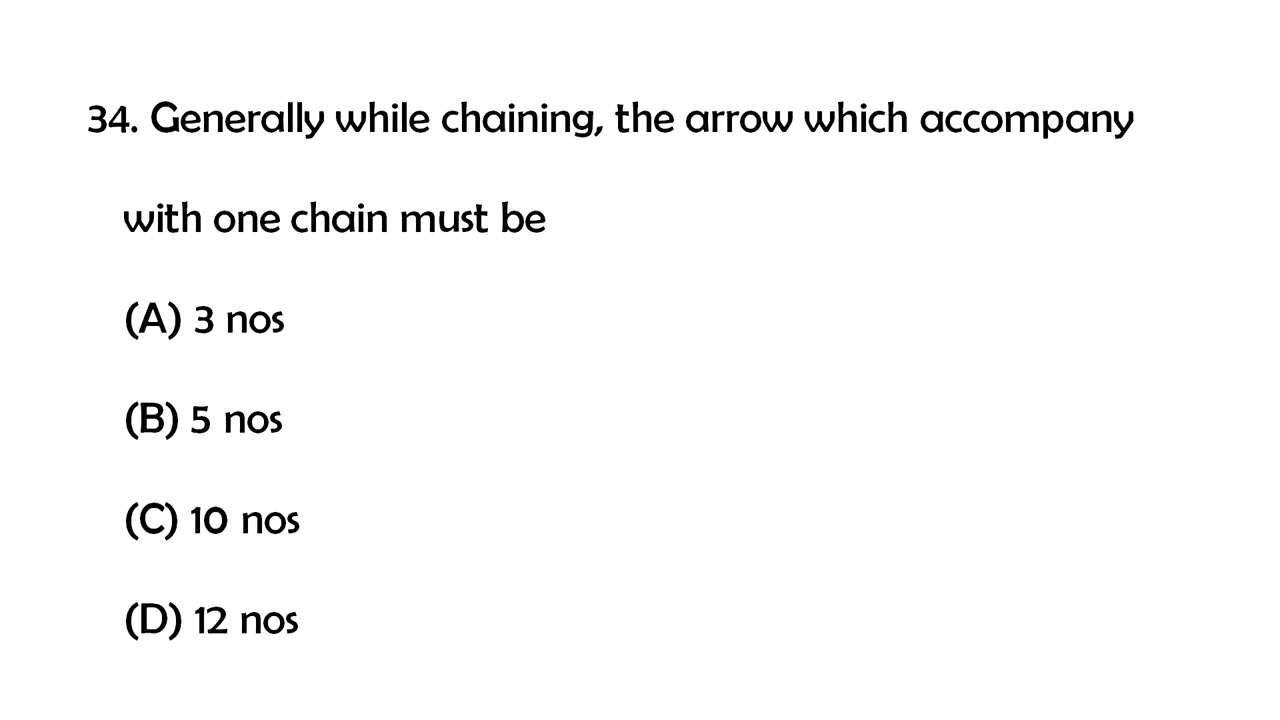 34. Generally while chaining, the arrow which accompany
with one chain must be
(A) 3 nos
(B) 5 nos
(C) 10 nos
(D) 12 nos